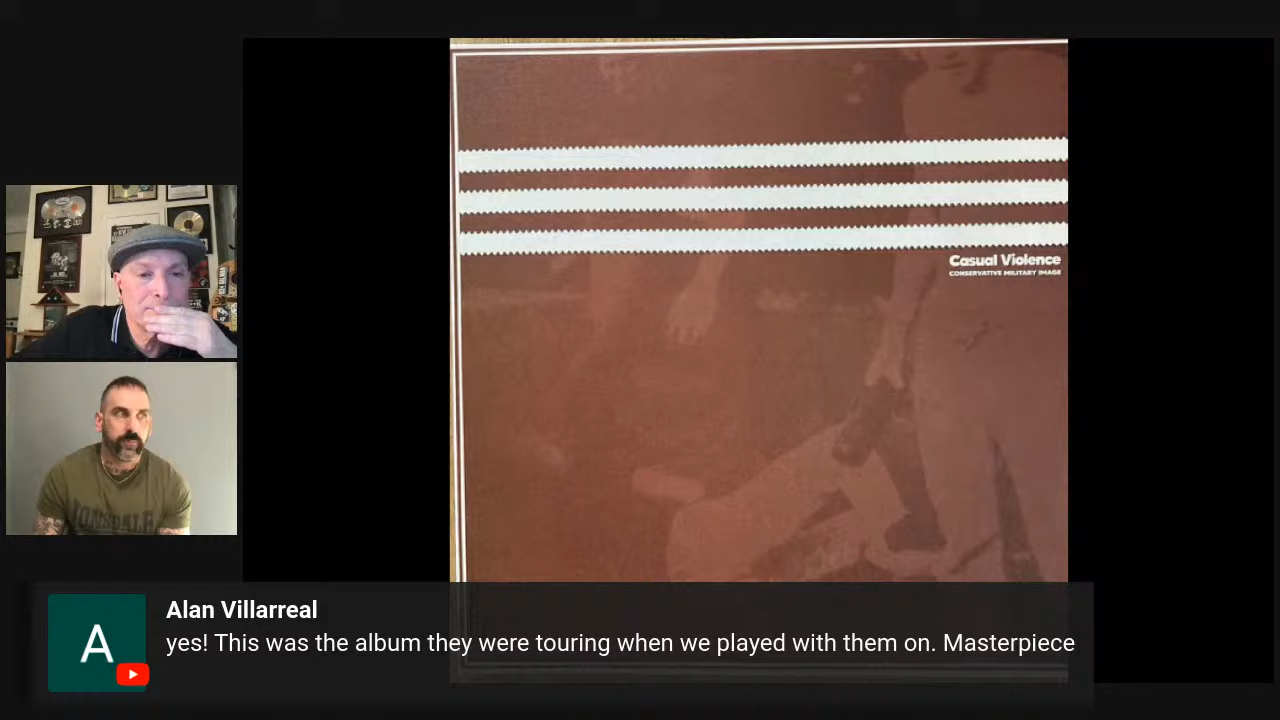 Casual Violence
CONSERVATIVE MILITARY IMAGE
LONSDALE
A
Alan Villarreal
yes! This was the album they were touring when we played with them on. Masterpiece